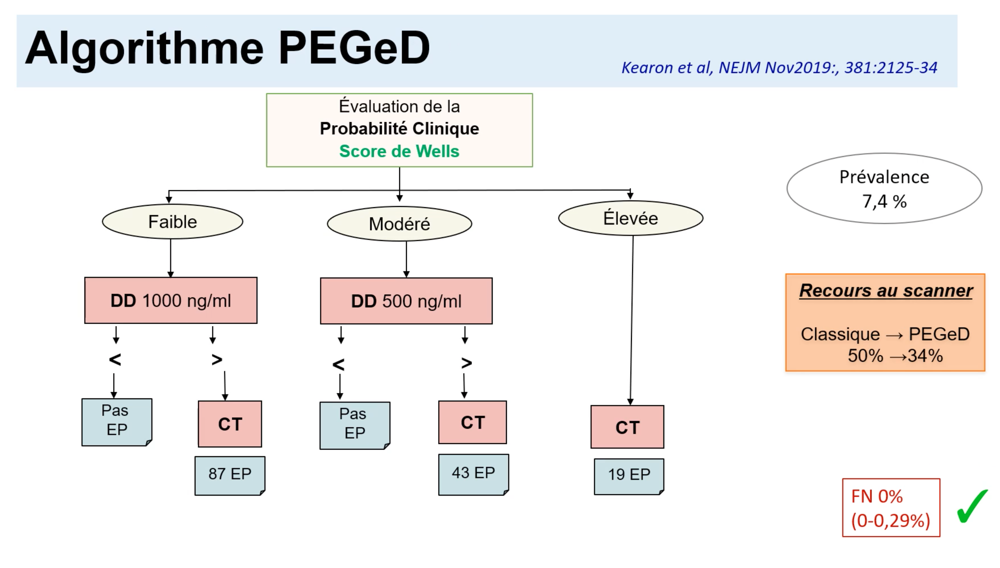 Algorithme PEGeD
Kearon et al, NEJM Nov2019:, 381:2125-34
Évaluation de la
Probabilité Clinique
Score de Wells
Prévalence
7,4 %
Faible
Modéré
Élevée
DD 1000 ng/ml
DD 500 ng/ml
Recours au scanner
Classique → PEGeD
50% →34%
<
>
<
>
Pas
EP
CT
Pas
EP
CT
CT
87 EP
43 EP
19 EP
FN 0%
(0-0,29%)